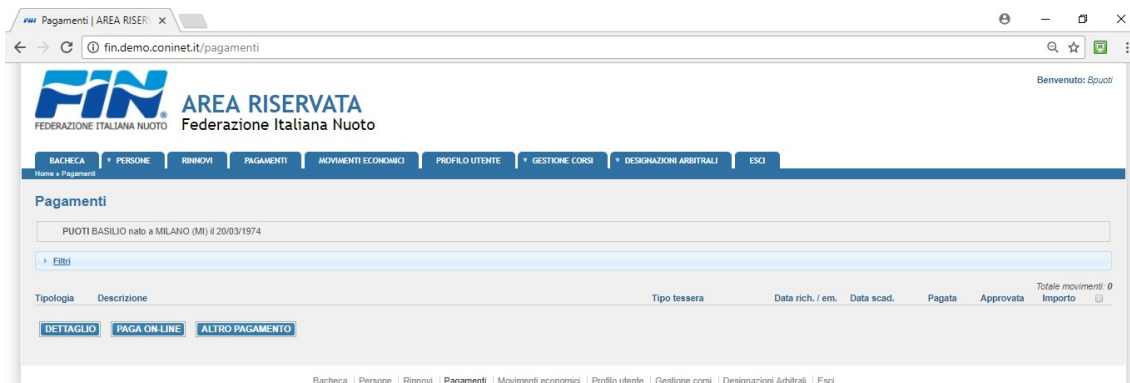 FIN Pagamenti | AREA RISER
fin.demo.coninet.it/pagamenti
Benvenuto: Bpuoti
FIN
®
FEDERAZIONE ITALIANA NUOTO
AREA RISERVATA
Federazione Italiana Nuoto
BACHECA PERSONE RINNOVI PAGAMENTI MOVIMENTI ECONOMICI PROFILO UTENTE GESTIONE CORSI DESIGNAZIONI ARBITRALI ESCI
Home » Pagamenti
Pagamenti
PUOTI BASILIO nato a MILANO (MI) il 20/03/1974
Filtri
Totale movimenti: 0
Tipologia Descrizione Tipo tessera Data rich. / em. Data scad. Pagata Approvata Importo
DETTAGLIO PAGA ON-LINE ALTRO PAGAMENTO
Bacheca | Persone | Rinnovi | Pagamenti | Movimenti economici | Profilo utente | Gestione corsi | Designazioni Arbitrali | Esci